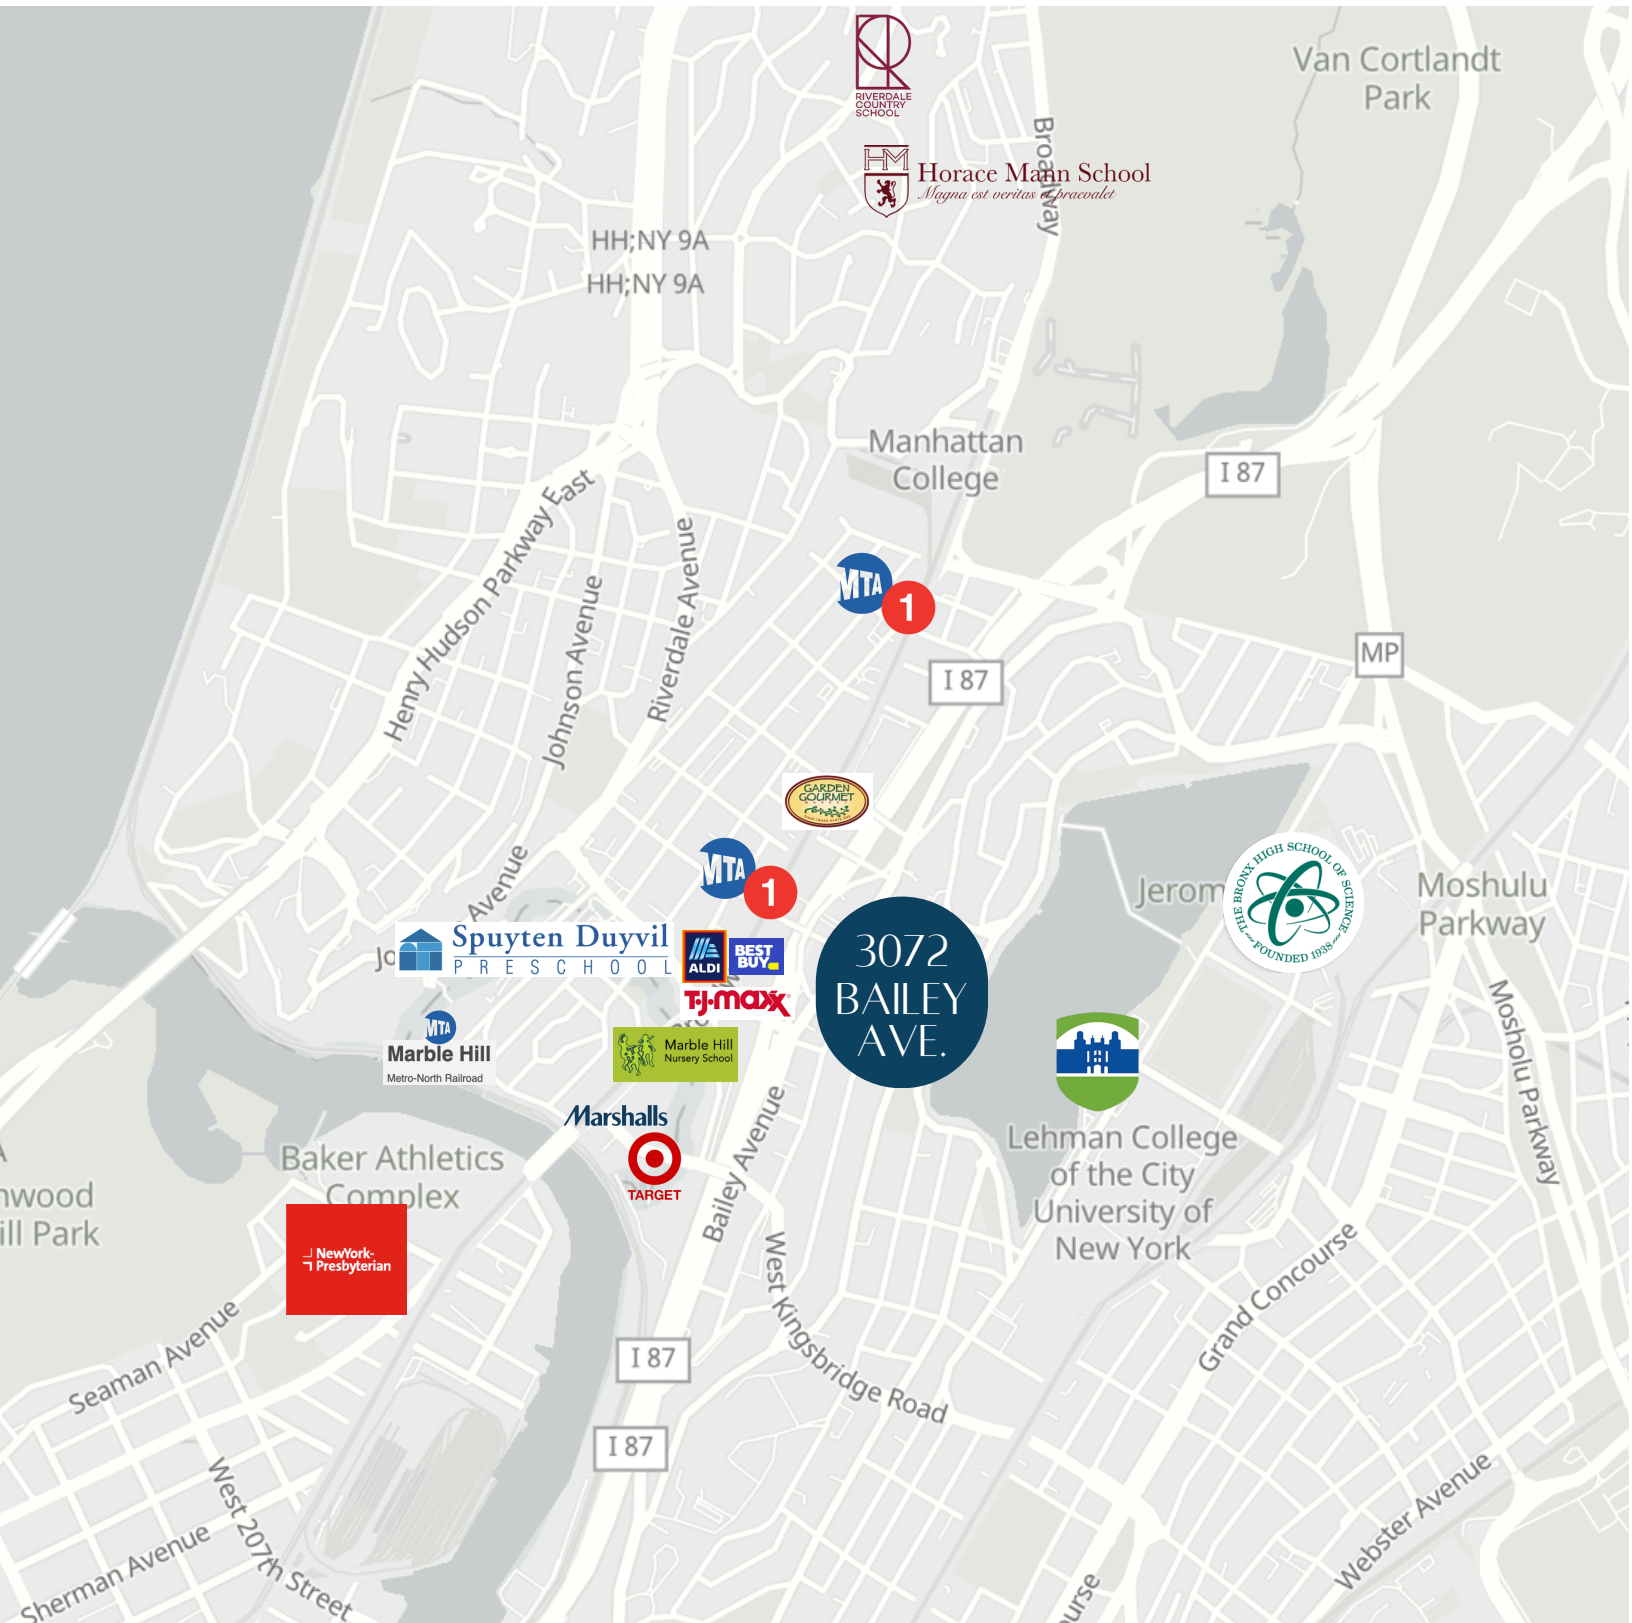 RIVERDALE
COUNTRY
SCHOOL
Van Cortlandt
Park
Broadway
HM
Horace Mann School
Magna est veritas et praevalet
HH;NY 9A
HH;NY 9A
Manhattan
College
I 87
Henry Hudson Parkway East
Johnson Avenue
Riverdale Avenue
MTA
1
MP
I 87
GARDEN
GOURMET
MTA
1
Avenue
Jo
Spuyten Duyvil
PRESCHOOL
ALDI
BEST
BUY
T·J·maxx
3072
BAILEY
AVE.
Jerom
THE BRONX HIGH SCHOOL OF SCIENCE
FOUNDED 1938
Moshulu
Parkway
MTA
Marble Hill
Metro-North Railroad
Marble Hill
Nursery School
Mosholu Parkway
Marshalls
TARGET
Bailey Avenue
Lehman College
of the City
University of
New York
Baker Athletics
Complex
nwood
ill Park
NewYork-
Presbyterian
West Kingsbridge Road
Grand Concourse
Seaman Avenue
I 87
I 87
West 207th Street
Sherman Avenue
Webster Avenue
ourse